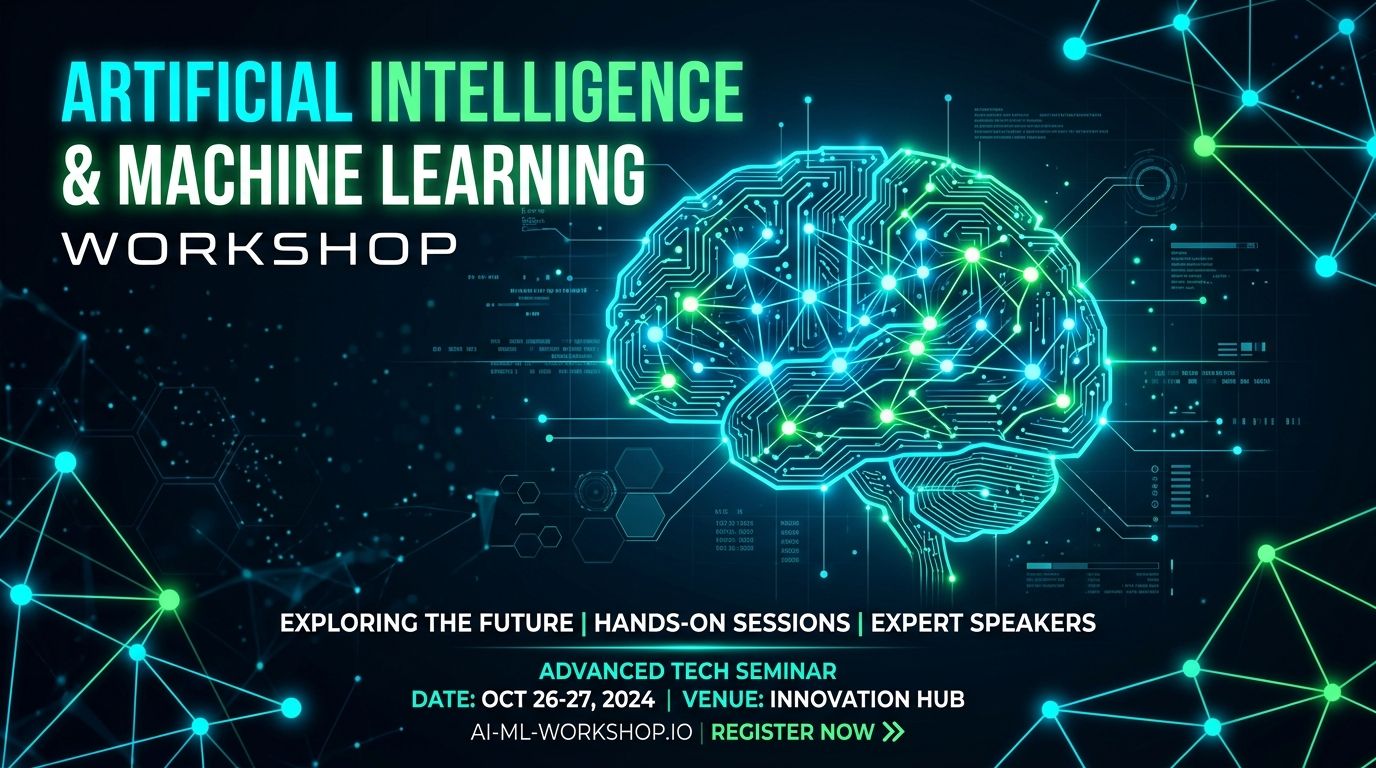 ARTIFICIAL INTELLIGENCE
& MACHINE LEARNING
WORKSHOP
EXPLORING THE FUTURE | HANDS-ON SESSIONS | EXPERT SPEAKERS
ADVANCED TECH SEMINAR
DATE: OCT 26-27, 2024 | VENUE: INNOVATION HUB
AI-ML-WORKSHOP.IO | REGISTER NOW »